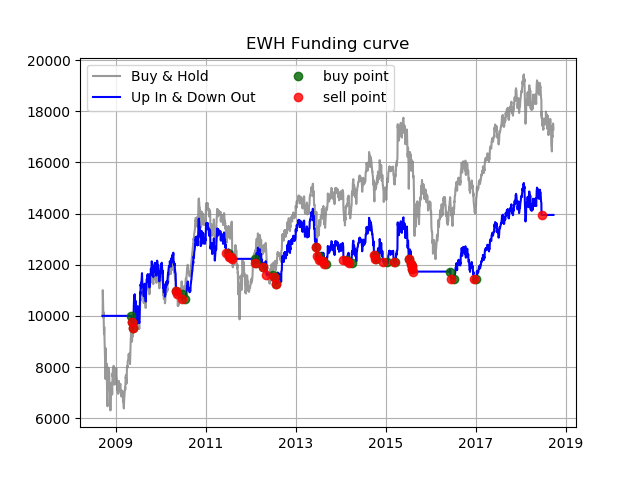 EWH Funding curve
Buy & Hold
Up In & Down Out
buy point
sell point
20000
18000
16000
14000
12000
10000
8000
6000
2009 2011 2013 2015 2017 2019